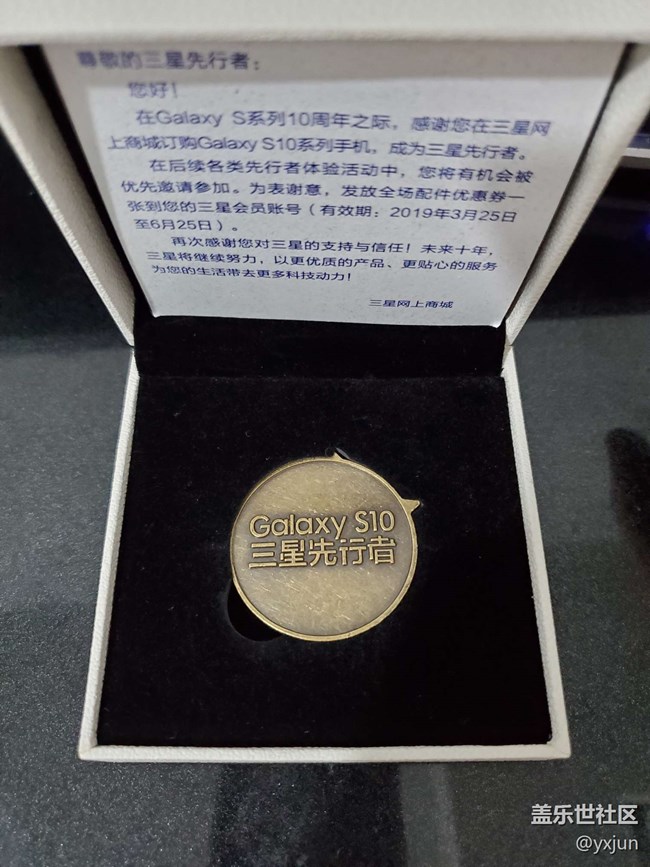 尊敬的三星先行者：
您好！
在Galaxy S系列10周年之际，感谢您在三星网
上商城订购Galaxy S10系列手机，成为三星先行者。
在后续各类先行者体验活动中，您将有机会被
优先邀请参加。为表谢意，发放全场配件优惠券一
张到您的三星会员账号（有效期：2019年3月25日
至6月25日）。
再次感谢您对三星的支持与信任！未来十年，
三星将继续努力，以更优质的产品、更贴心的服务
为您的生活带去更多科技动力！
三星网上商城
Galaxy S10
三星先行者
盖乐世社区
@yxjun